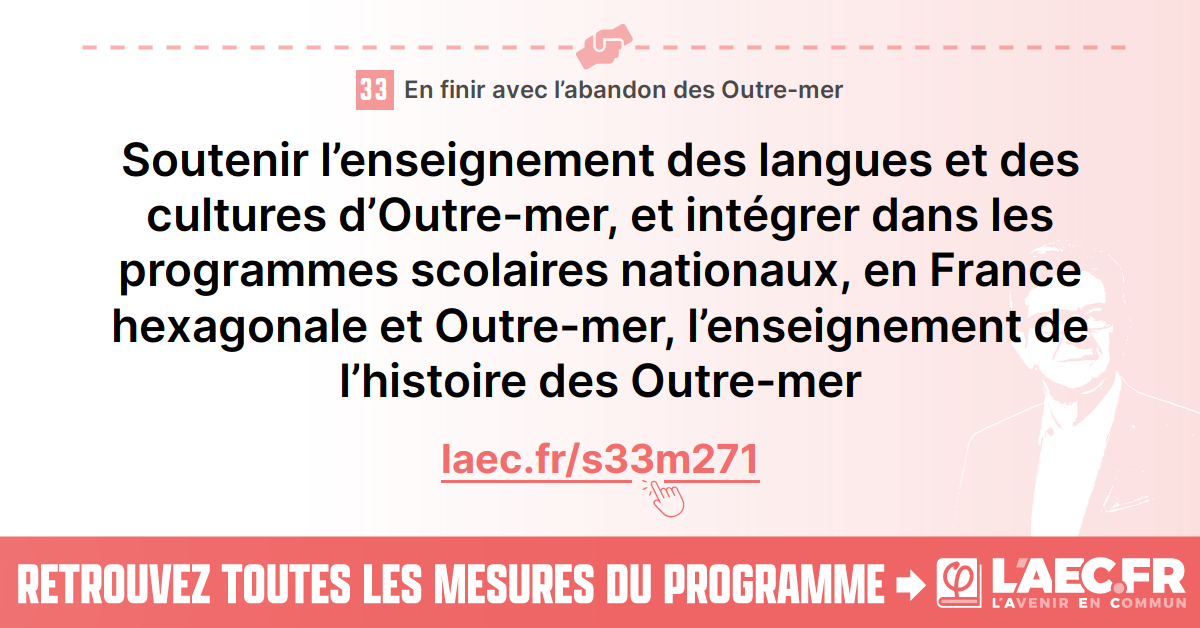 33 En finir avec l’abandon des Outre-mer
Soutenir l’enseignement des langues et des
cultures d’Outre-mer, et intégrer dans les
programmes scolaires nationaux, en France
hexagonale et Outre-mer, l’enseignement de
l’histoire des Outre-mer
laec.fr/s33m271
RETROUVEZ TOUTES LES MESURES DU PROGRAMME
φ L’AEC.FR
L’AVENIR EN COMMUN